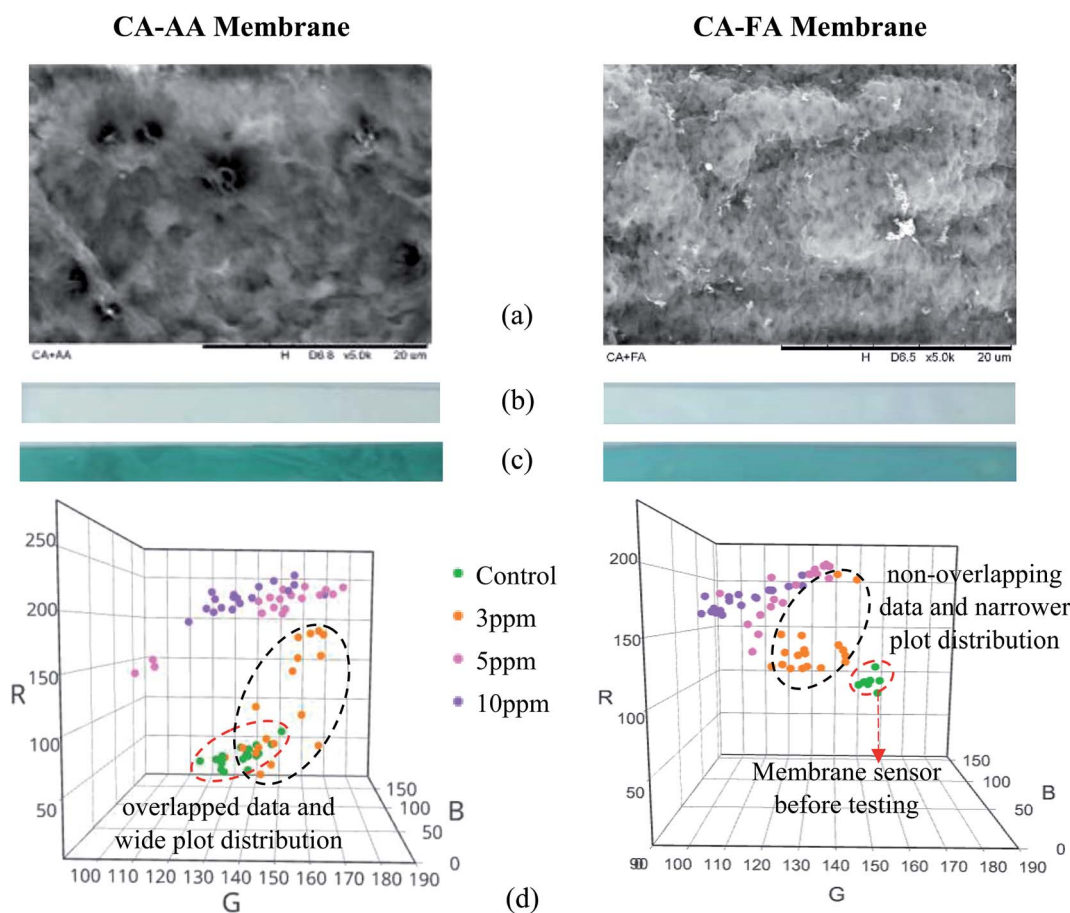 CA-AA Membrane
CA-FA Membrane
CA+AA
H D6.8 x5.0k 20 um
(a)
CA+FA
H D6.5 x5.0k 20 um
(b)
(c)
250
200
150
100
50
R
150
100
50
0
B
100 110 120 130 140 150 160 170 180 190
G
overlapped data and
wide plot distribution
Control
3ppm
5ppm
10ppm
200
150
100
50
0
R
150
100
50
0
B
90 100 110 120 130 140 150 160 170 180 190
G
non-overlapping
data and narrower
plot distribution
Membrane sensor
before testing
(d)